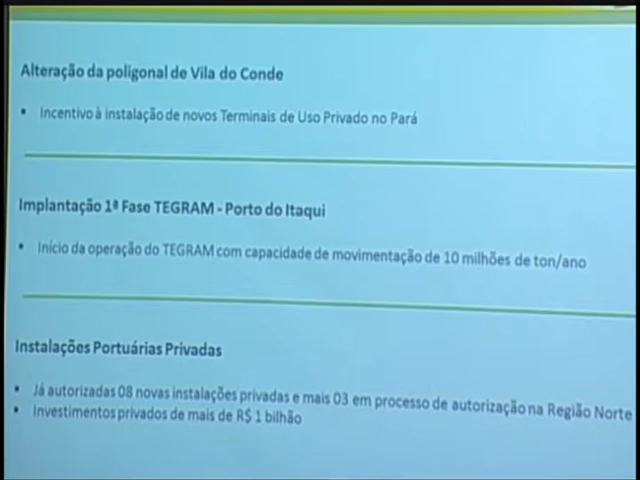 Alteração da poligonal de Vila do Conde
• Incentivo à instalação de novos Terminais de Uso Privado no Pará
Implantação 1ª Fase TEGRAM - Porto do Itaqui
• Início da operação do TEGRAM com capacidade de movimentação de 10 milhões de ton/ano
Instalações Portuárias Privadas
• Já autorizadas 08 novas instalações privadas e mais 03 em processo de autorização na Região Norte
• Investimentos privados de mais de R$ 1 bilhão